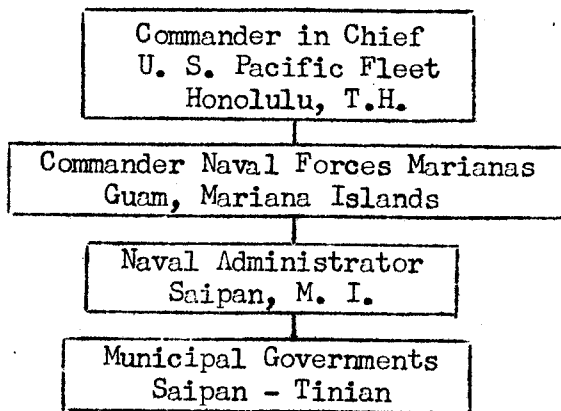 Commander in Chief
U. S. Pacific Fleet
Honolulu, T.H.
Commander Naval Forces Marianas
Guam, Mariana Islands
Naval Administrator
Saipan, M. I.
Municipal Governments
Saipan - Tinian